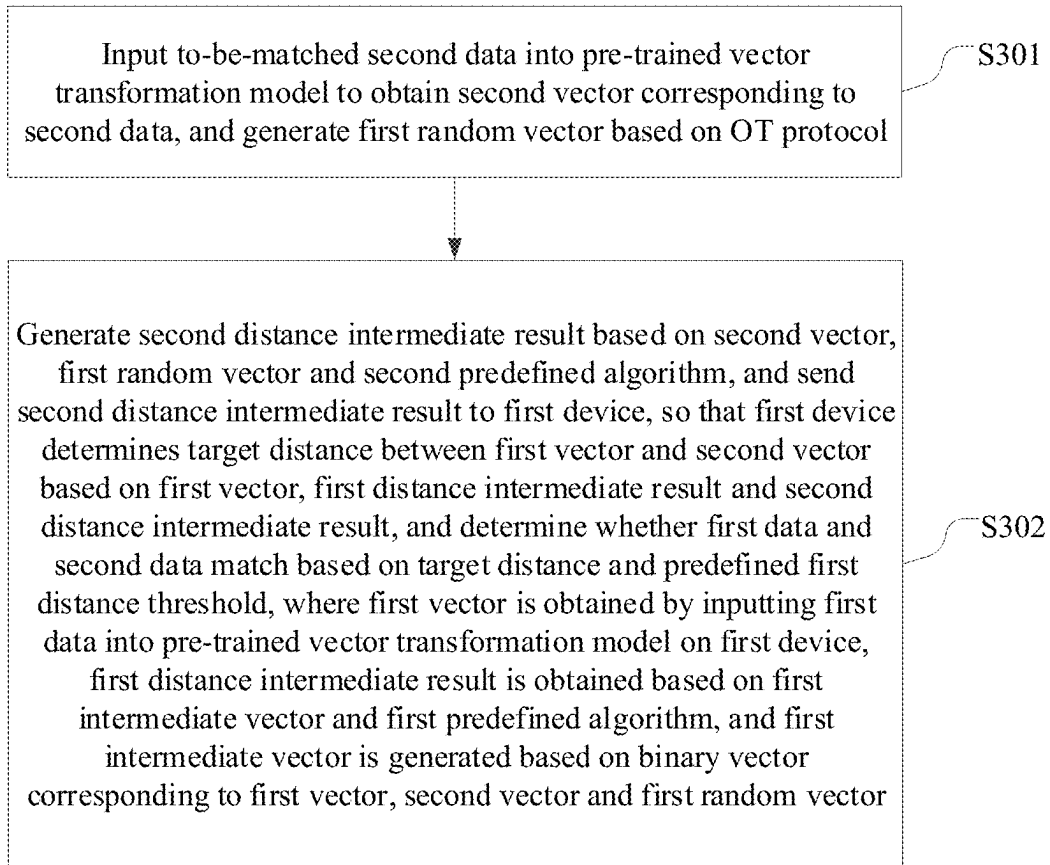 Input to-be-matched second data into pre-trained vector
transformation model to obtain second vector corresponding to
second data, and generate first random vector based on OT protocol
S301
Generate second distance intermediate result based on second vector,
first random vector and second predefined algorithm, and send
second distance intermediate result to first device, so that first device
determines target distance between first vector and second vector
based on first vector, first distance intermediate result and second
distance intermediate result, and determine whether first data and
second data match based on target distance and predefined first
distance threshold, where first vector is obtained by inputting first
data into pre-trained vector transformation model on first device,
first distance intermediate result is obtained based on first
intermediate vector and first predefined algorithm, and first
intermediate vector is generated based on binary vector
corresponding to first vector, second vector and first random vector
S302